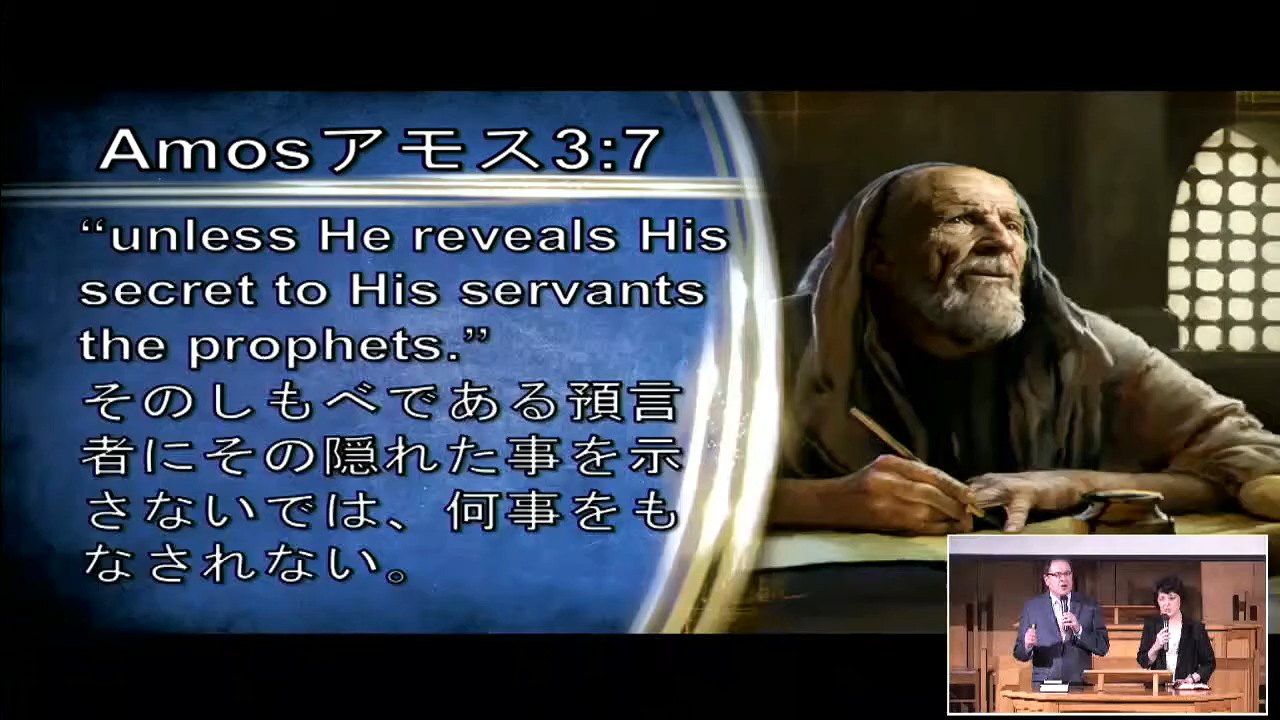 Amosアモス3:7
“unless He reveals His
secret to His servants
the prophets.”
そのしもべである預言
者にその隠れた事を示
さないでは、何事をも
なされない。